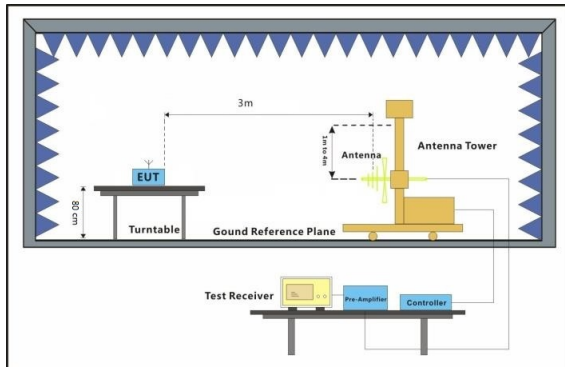 3m
1m to 4m
Antenna
Antenna Tower
EUT
80 cm
Turntable
Gound Reference Plane
Test Receiver
Pre-Amplifier
Controller